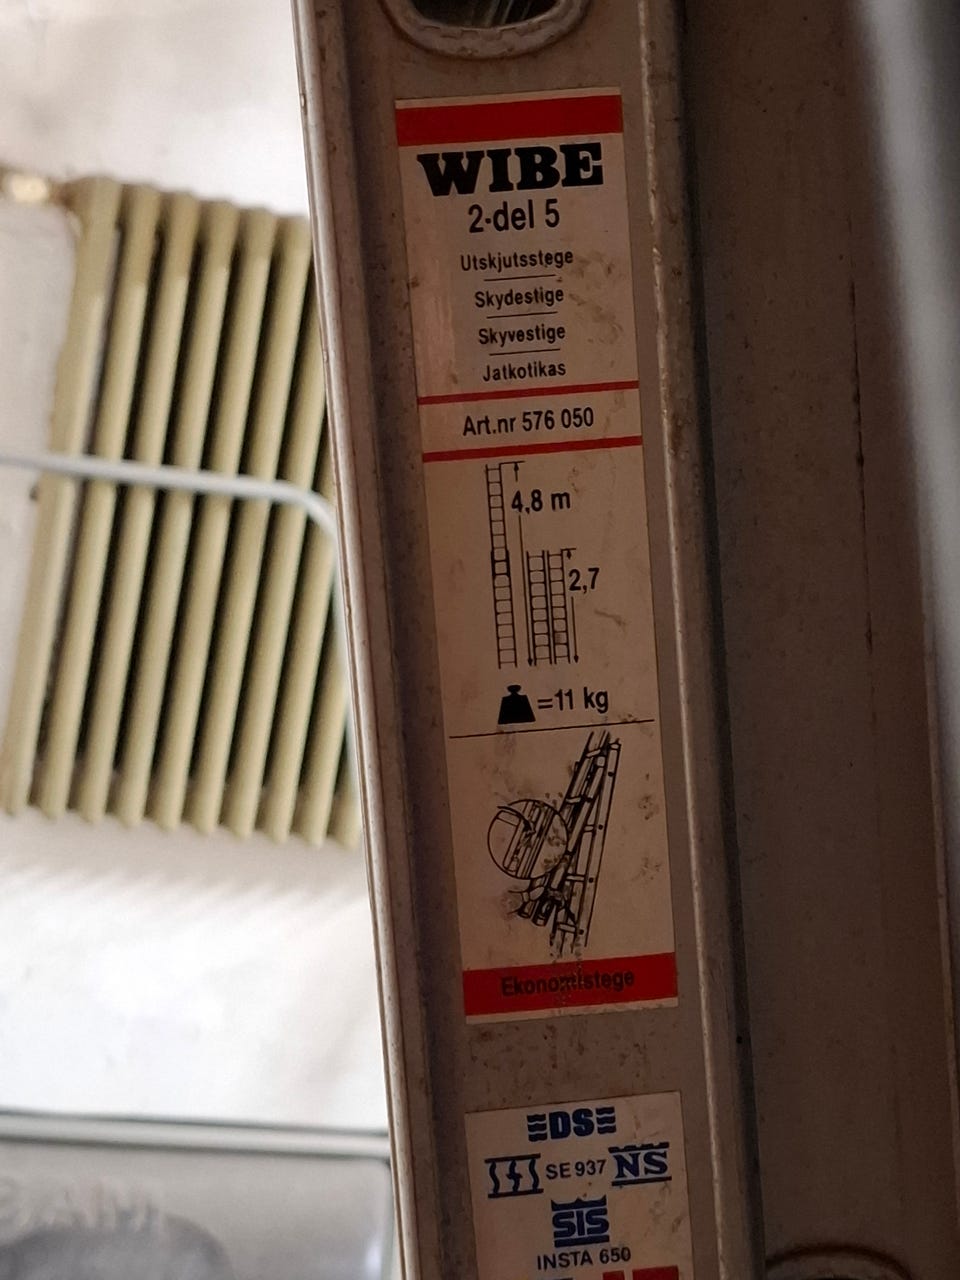 WIBE
2-del 5
Utskjutsstege
Skydestige
Skyvestige
Jatkotikas
Art.nr 576 050
4,8 m
2,7
=11 kg
Ekonomistege
DS
SE 937 NS
SIS
INSTA 650